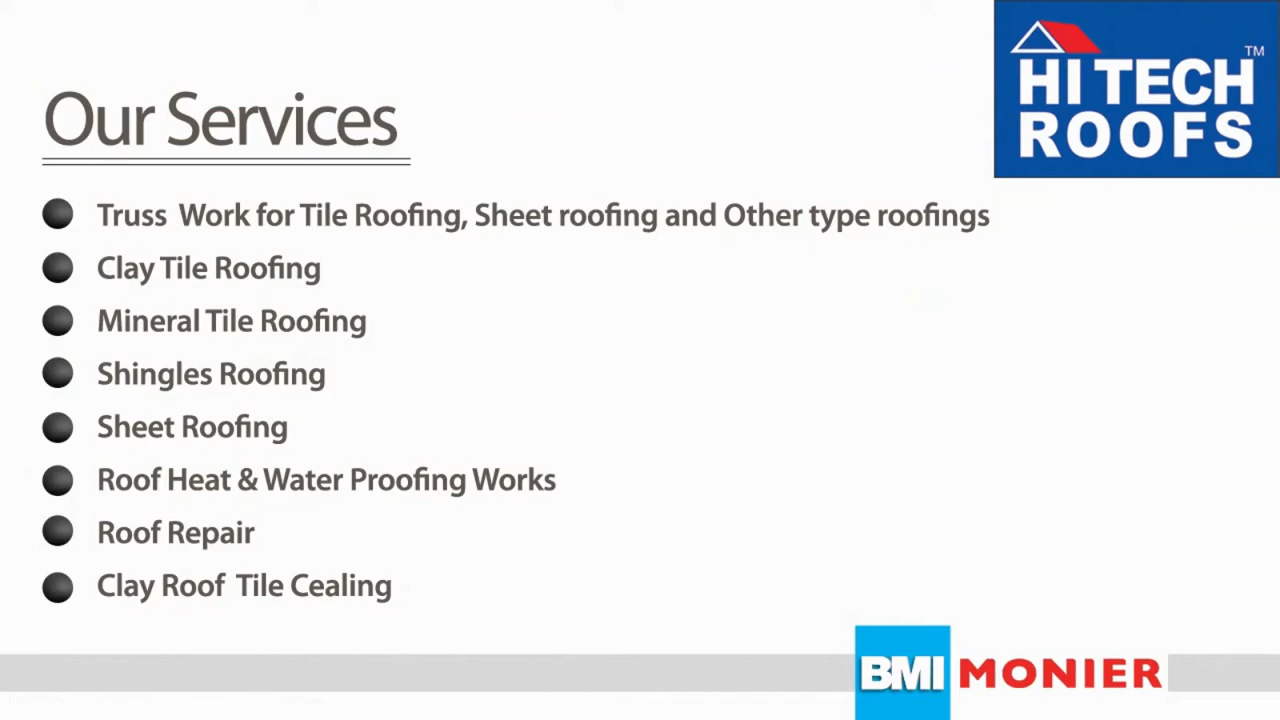 HI TECH
ROOFS
TM
Our Services
Truss Work for Tile Roofing, Sheet roofing and Other type roofings
Clay Tile Roofing
Mineral Tile Roofing
Shingles Roofing
Sheet Roofing
Roof Heat & Water Proofing Works
Roof Repair
Clay Roof Tile Cealing
BMI MONIER